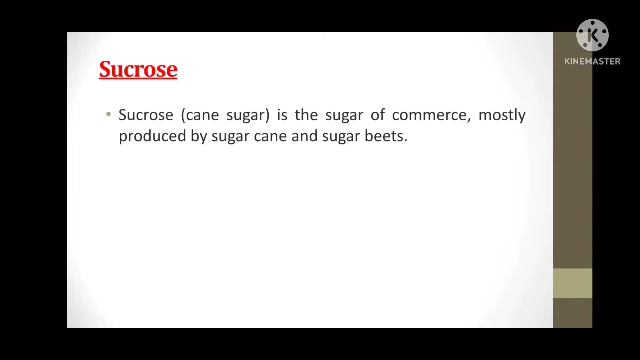 KINEMASTER
Sucrose
• Sucrose (cane sugar) is the sugar of commerce, mostly
produced by sugar cane and sugar beets.